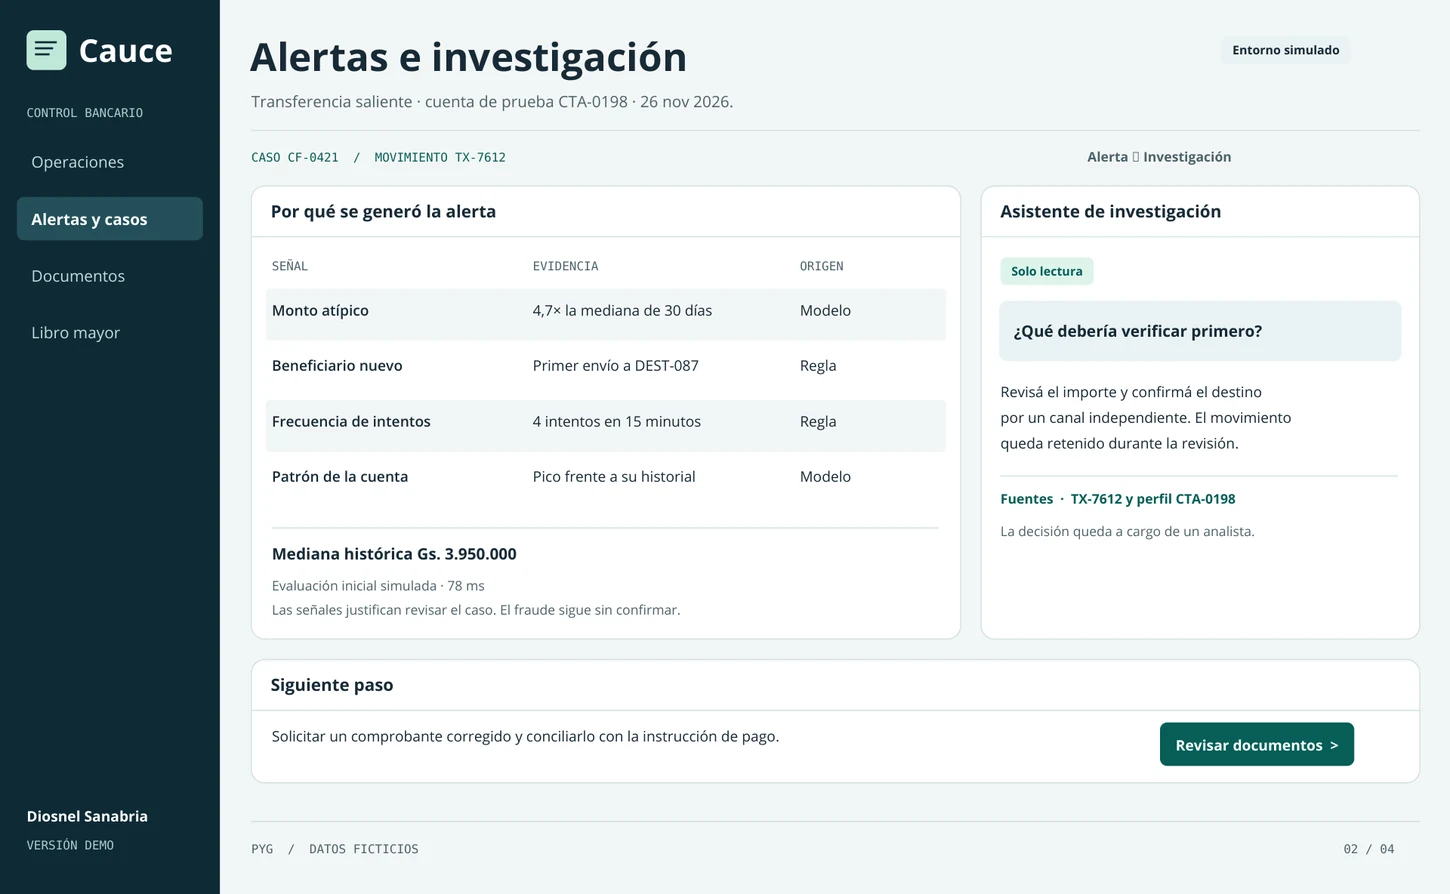 Cauce
CONTROL BANCARIO
Operaciones
Alertas y casos
Documentos
Libro mayor
Diosnel Sanabria
VERSIÓN DEMO
Alertas e investigación
Entorno simulado
Transferencia saliente · cuenta de prueba CTA-0198 · 26 nov 2026.
CASO CF-0421 / MOVIMIENTO TX-7612
Alerta ▯ Investigación
Por qué se generó la alerta
SEÑAL EVIDENCIA ORIGEN
Monto atípico 4,7× la mediana de 30 días Modelo
Beneficiario nuevo Primer envío a DEST-087 Regla
Frecuencia de intentos 4 intentos en 15 minutos Regla
Patrón de la cuenta Pico frente a su historial Modelo
Mediana histórica Gs. 3.950.000
Evaluación inicial simulada · 78 ms
Las señales justifican revisar el caso. El fraude sigue sin confirmar.
Asistente de investigación
Solo lectura
¿Qué debería verificar primero?
Revisá el importe y confirmá el destino
por un canal independiente. El movimiento
queda retenido durante la revisión.
Fuentes · TX-7612 y perfil CTA-0198
La decisión queda a cargo de un analista.
Siguiente paso
Solicitar un comprobante corregido y conciliarlo con la instrucción de pago.
Revisar documentos >
PYG / DATOS FICTICIOS
02 / 04